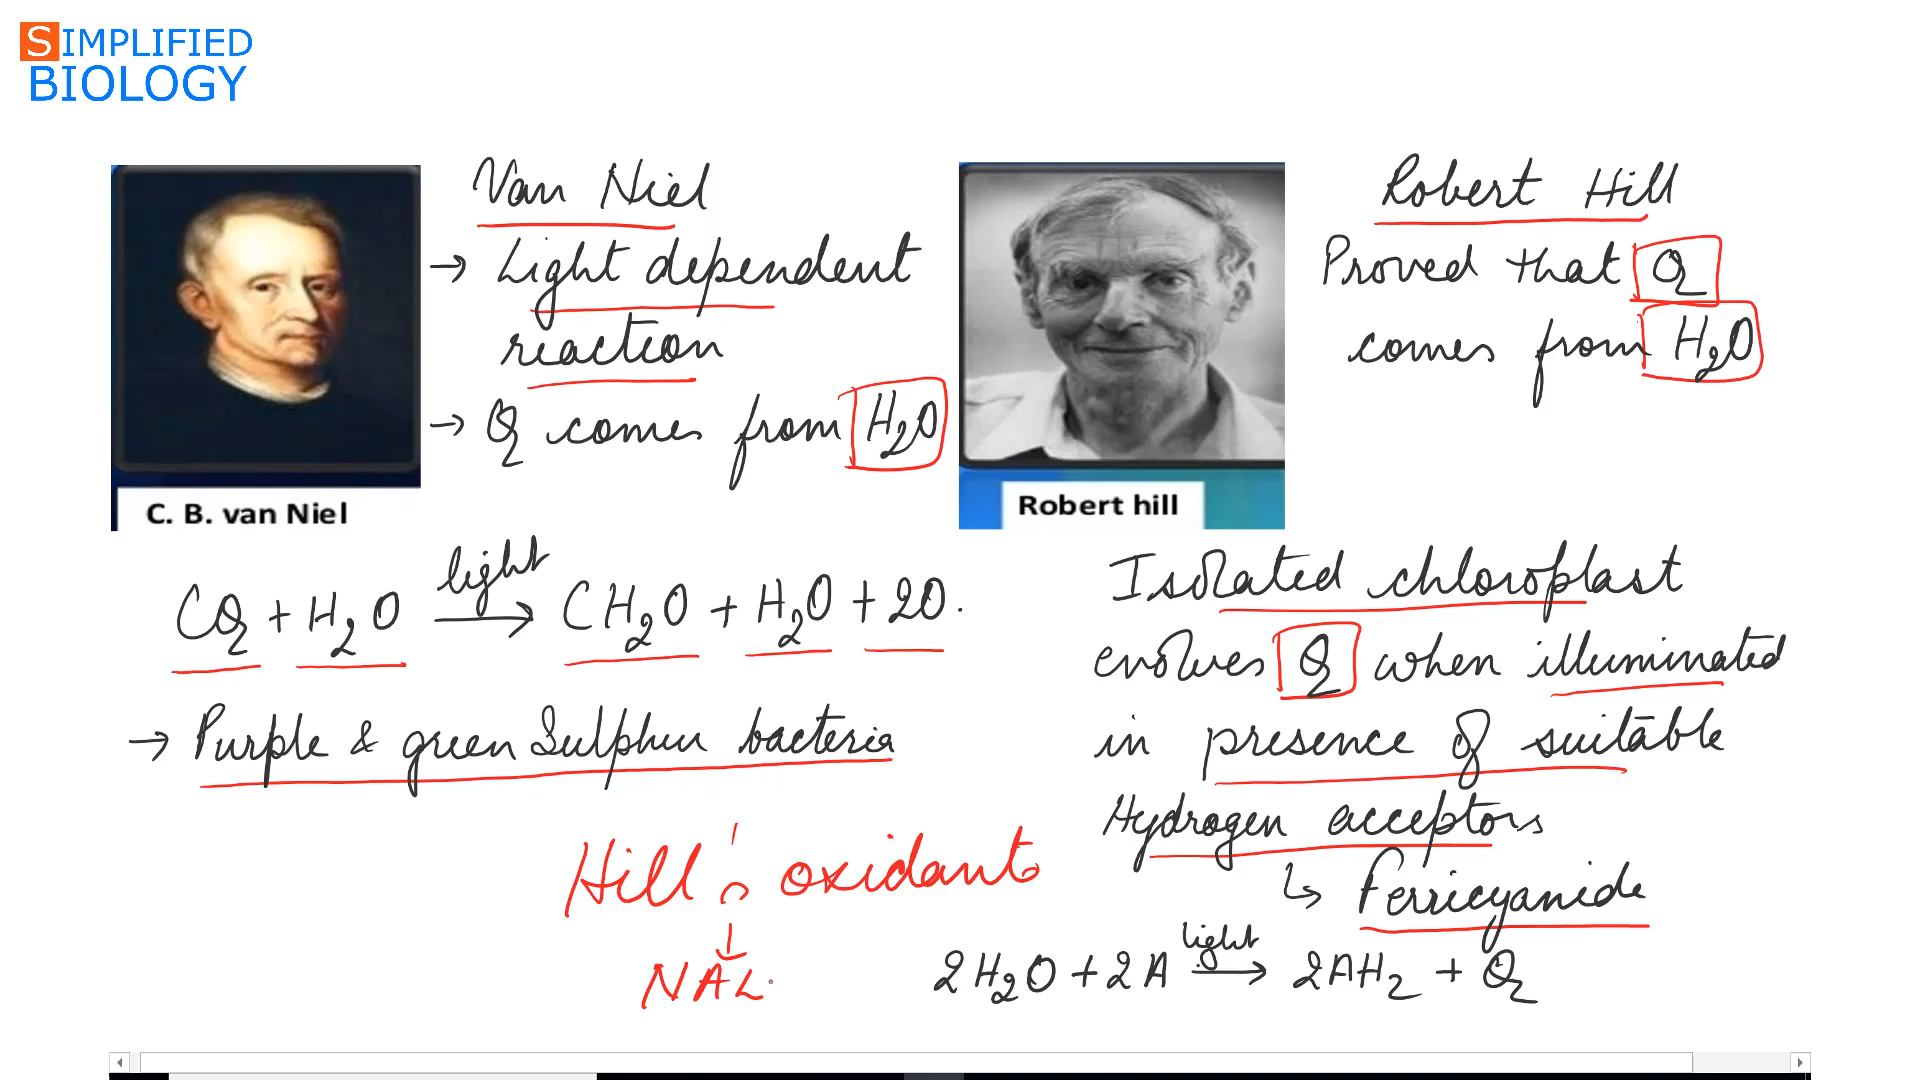 SIMPLIFIED
BIOLOGY
Van Niel
→ Light dependent
reaction
→ O2 comes from H2O
C. B. van Niel
CO2 + H2O light → CH2O + H2O + 2O.
→ Purple & green Sulphur bacteria
Robert Hill
Proved that O2
comes from H2O
Robert hill
Isolated chloroplast
evolves O2 when illuminated
in presence of suitable
Hydrogen acceptors
↳ Ferricyanide
2H2O + 2A light → 2AH2 + O2
Hill's oxidant
↓
NAL